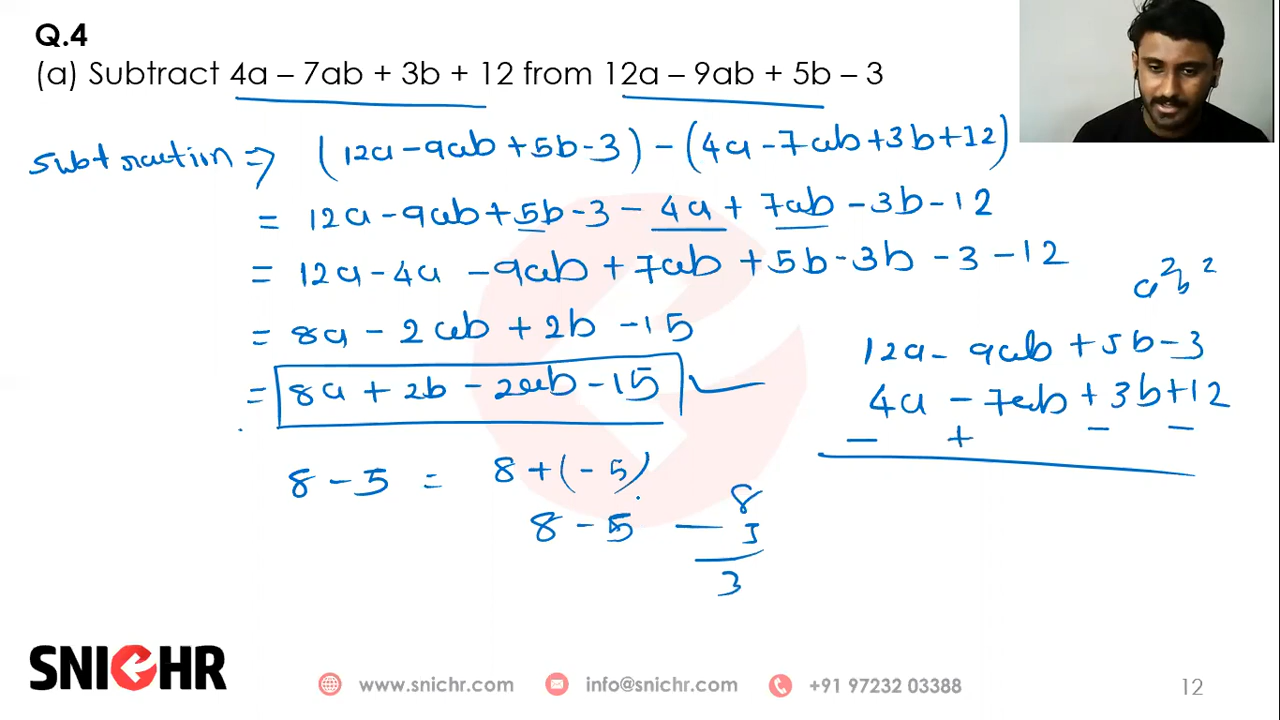 Q.4
(a) Subtract 4a – 7ab + 3b + 12 from 12a – 9ab + 5b – 3
subtraction => (12a-9ab+5b-3) - (4a-7ab+3b+12)
= 12a-9ab+5b-3-4a+7ab-3b-12
= 12a-4a-9ab+7ab+5b-3b-3-12
a²b²
= 8a-2ab+2b-15
12a-9ab+5b-3
= 8a+2b-2ab-15
4a-7ab+3b+12
- + - -
8-5 = 8+(-5)
8-5
8
- 5
3
SNICHR
www.snichr.com info@snichr.com +91 97232 03388 12